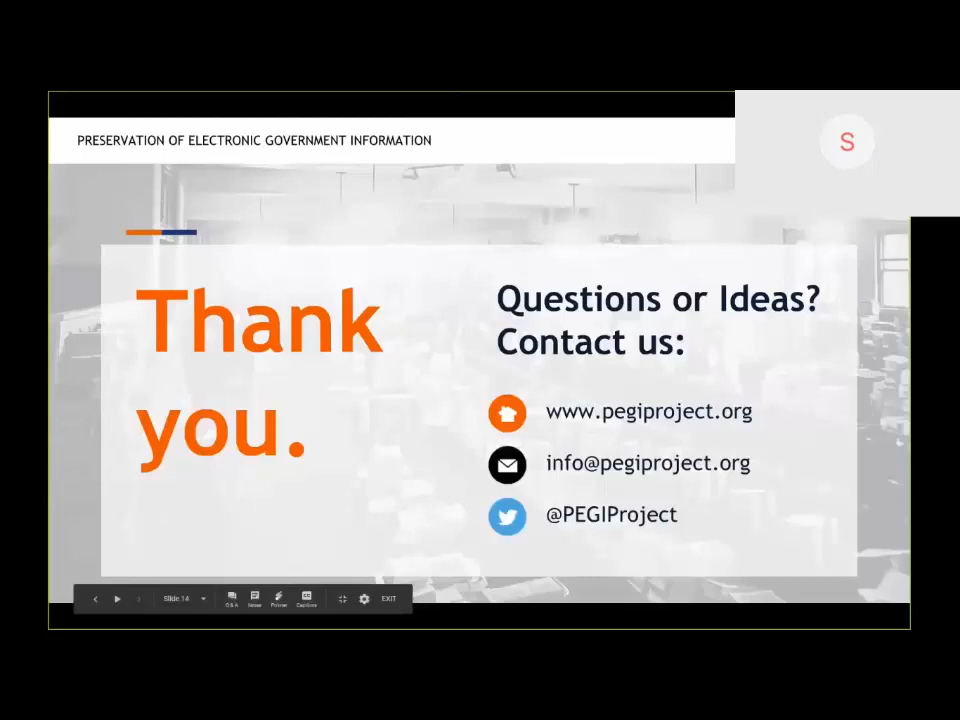 PRESERVATION OF ELECTRONIC GOVERNMENT INFORMATION
S
Thank
you.
Questions or Ideas?
Contact us:
www.pegiproject.org
info@pegiproject.org
@PEGIProject
Slide 14
Q & A
Notes
Pointer
Captions
EXIT